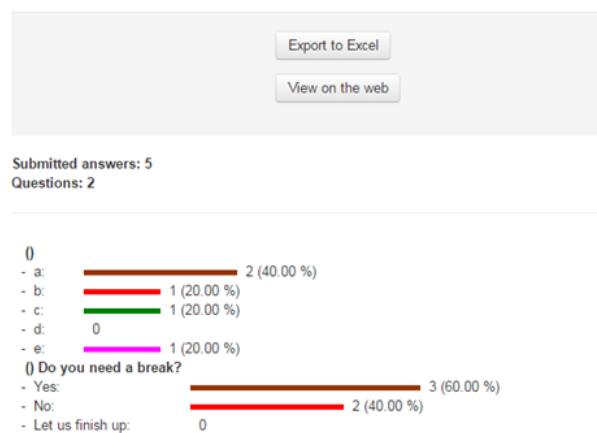 Export to Excel
View on the web
Submitted answers: 5
Questions: 2
()
- a: 2 (40.00 %)
- b: 1 (20.00 %)
- c: 1 (20.00 %)
- d: 0
- e: 1 (20.00 %)
() Do you need a break?
- Yes: 3 (60.00 %)
- No: 2 (40.00 %)
- Let us finish up: 0